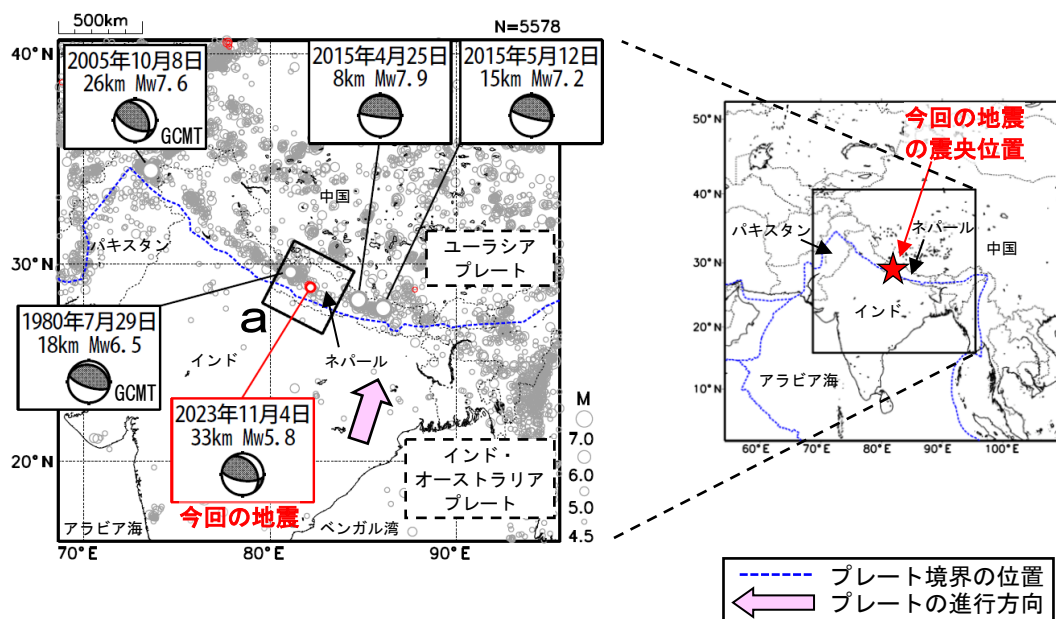 500km
N=5578
40°N
30°N
20°N
70°E
80°E
90°E
2005年10月8日
26km Mw7.6
GCMT
2015年4月25日
8km Mw7.9
2015年5月12日
15km Mw7.2
中国
パキスタン
ユーラシア
プレート
1980年7月29日
18km Mw6.5
GCMT
a
インド
ネパール
2023年11月4日
33km Mw5.8
今回の地震
インド・
オーストラリア
プレート
アラビア海
ベンガル湾
M
7.0
6.0
5.0
4.5
今回の地震
の震央位置
50°N
40°N
30°N
20°N
10°N
60°E
70°E
80°E
90°E
100°E
パキスタン
ネパール
中国
インド
アラビア海
プレート境界の位置
プレートの進行方向